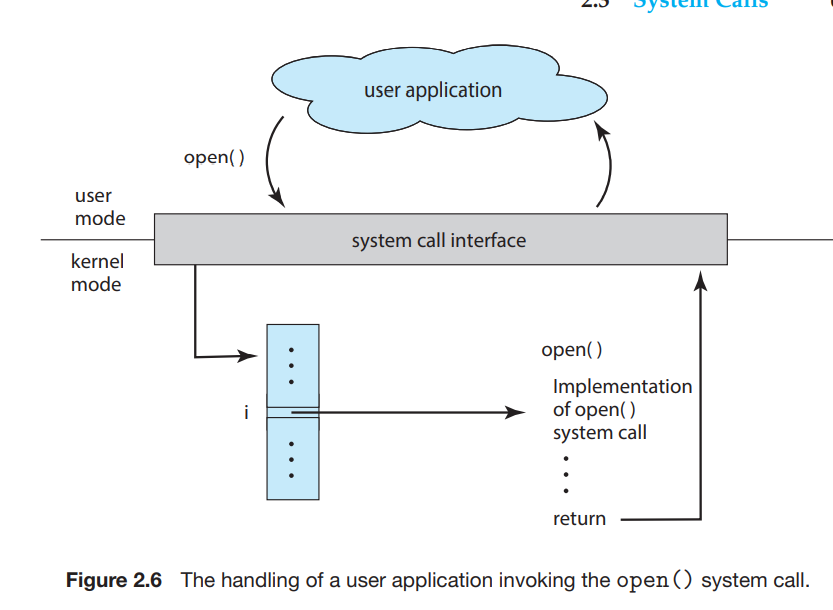 2.3 System Calls
user application
open( )
user
mode
system call interface
kernel
mode
open( )
i
Implementation
of open( )
system call
return
Figure 2.6 The handling of a user application invoking the open() system call.